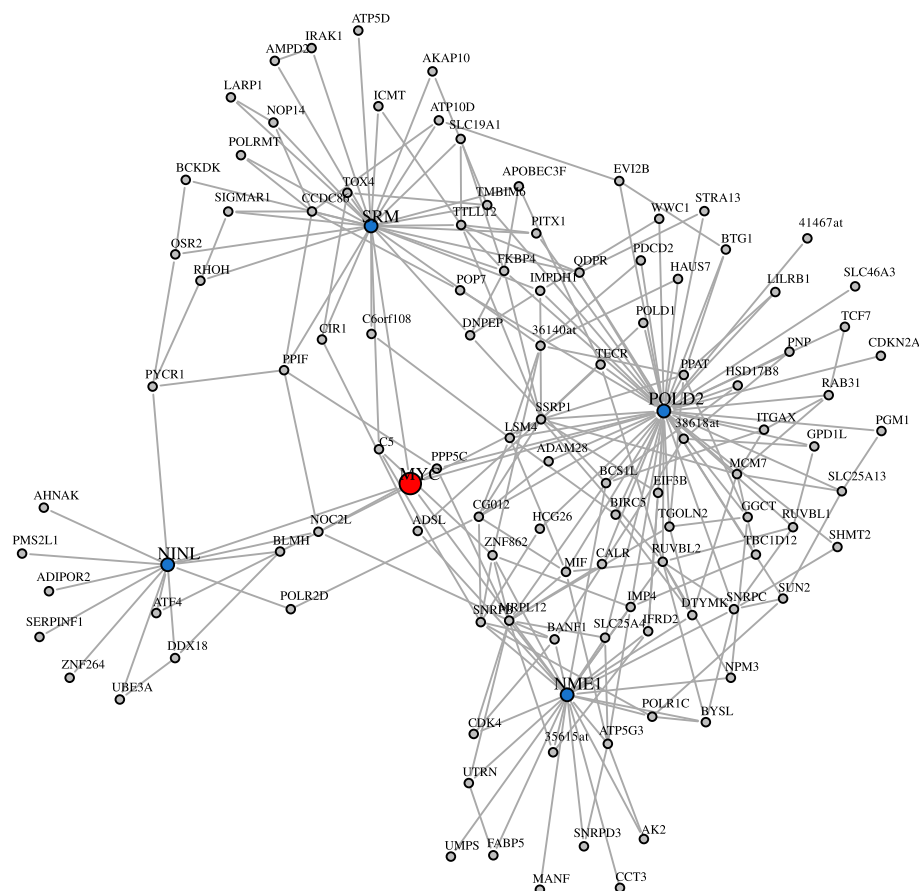 ATP5D
IRAK1
AMPD2
AKAP10
LARP1
ICMT
NOP14
ATP10D
SLC19A1
POLRMT
BCKDK
TOX4
APOBEC3F
EVI2B
SIGMAR1
CCDC86
TMBIM6
STRA13
SRM
TTLL12
PITX1
WWC1
41467at
OSR2
PDCD2
BTG1
RHOH
FKBP4
QDPR
HAUS7
SLC46A3
POP7
IMPDH1
LILRB1
C6orf108
POLD1
TCF7
CIR1
DNPEP
36140at
PNP
CDKN2A
PPIF
TECR
PPAT
PYCR1
HSD17B8
RAB31
POLD2
SSRP1
38618at
ITGAX
PGM1
LSM4
C5
GPD1L
ADAM28
PPP5C
MYC
BCS1L
MCM7
EIF3B
SLC25A13
AHNAK
CG012
BIRC5
GGCT
NOC2L
ADSL
HCG26
TGOLN2
RUVBL1
PMS2L1
NINL
BLMH
ZNF862
TBC1D12
SHMT2
MIF
CALR
RUVBL2
ADIPOR2
ATF4
POLR2D
IMP4
SUN2
SERPINF1
MRPL12
DTYMK
SNRPC
BANF1
SLC25A4
IFRD2
DDX18
ZNF264
NPM3
UBE3A
NME1
POLR1C
BYSL
CDK4
35615at
ATP5G3
UTRN
UMPS
FABP5
SNRPD3
AK2
MANF
CCT3